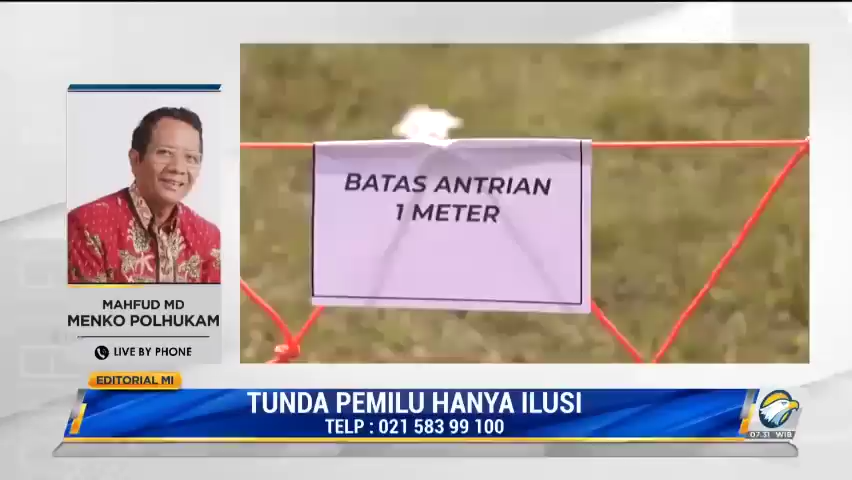 BATAS ANTRIAN
1 METER
MAHFUD MD
MENKO POLHUKAM
LIVE BY PHONE
EDITORIAL MI
TUNDA PEMILU HANYA ILUSI
TELP : 021 583 99 100
07:31 WIB